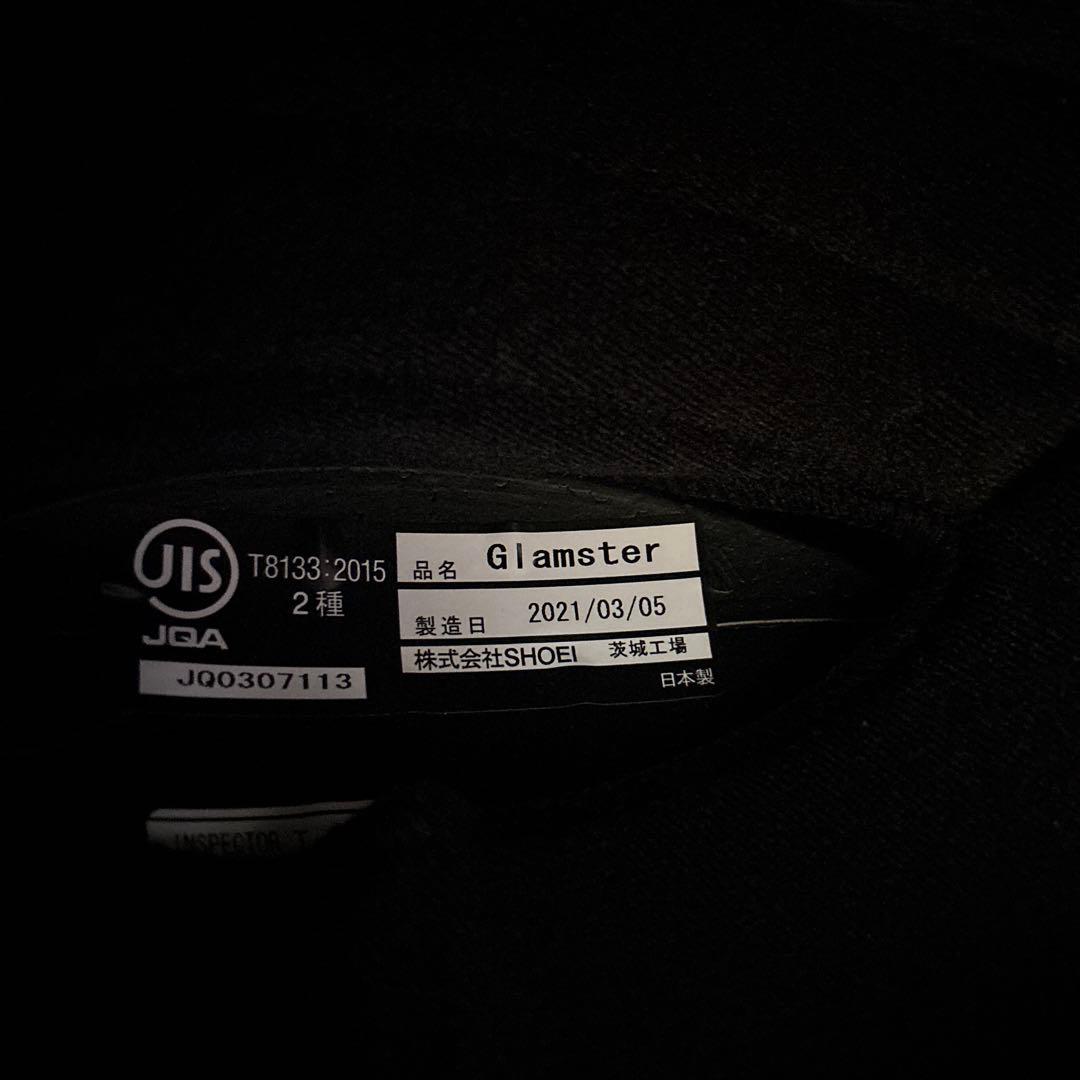 JIS
T8133:2015
2種
JQA
JQ0307113
品名 Glamster
製造日 2021/03/05
株式会社SHOEI 茨城工場
日本製
INSPECTOR T